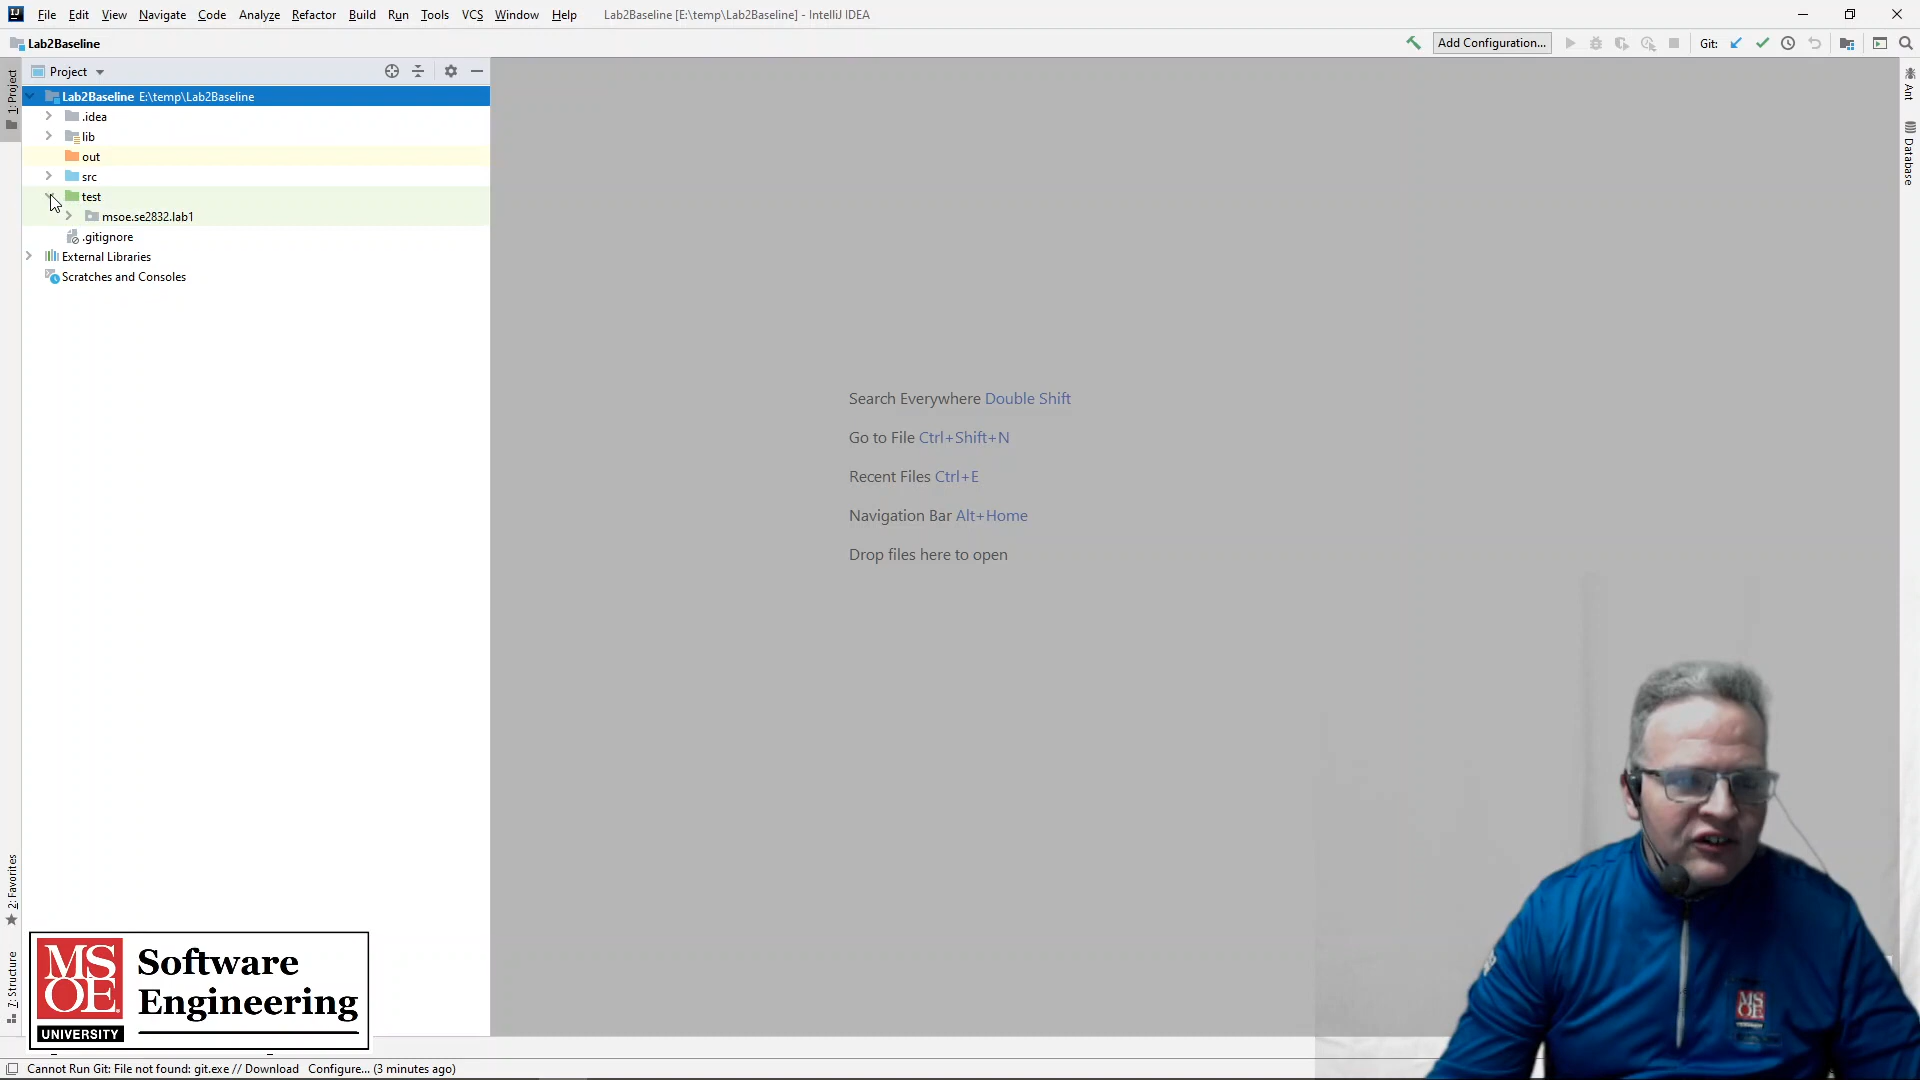 File Edit View Navigate Code Analyze Refactor Build Run Tools VCS Window Help Lab2Baseline [E:\temp\Lab2Baseline] - IntelliJ IDEA
Lab2Baseline
Add Configuration...
Git:
1: Project
Project
Lab2Baseline E:\temp\Lab2Baseline
.idea
lib
out
src
test
msoe.se2832.lab1
.gitignore
External Libraries
Scratches and Consoles
Ant
Database
Search Everywhere Double Shift
Go to File Ctrl+Shift+N
Recent Files Ctrl+E
Navigation Bar Alt+Home
Drop files here to open
2: Favorites
7: Structure
MS
OE
UNIVERSITY
Software
Engineering
MS
OE
Cannot Run Git: File not found: git.exe // Download Configure... (3 minutes ago)